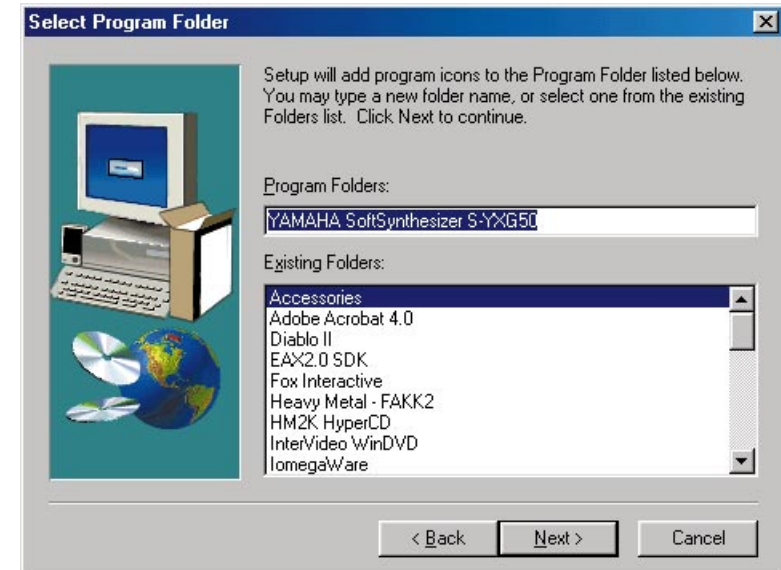 Select Program Folder
Setup will add program icons to the Program Folder listed below.
You may type a new folder name, or select one from the existing
Folders list. Click Next to continue.
Program Folders:
YAMAHA SoftSynthesizer S-YXG50
Existing Folders:
Accessories
Adobe Acrobat 4.0
Diablo II
EAX2.0 SDK
Fox Interactive
Heavy Metal - FAKK2
HM2K HyperCD
InterVideo WinDVD
IomegaWare
< Back Next > Cancel